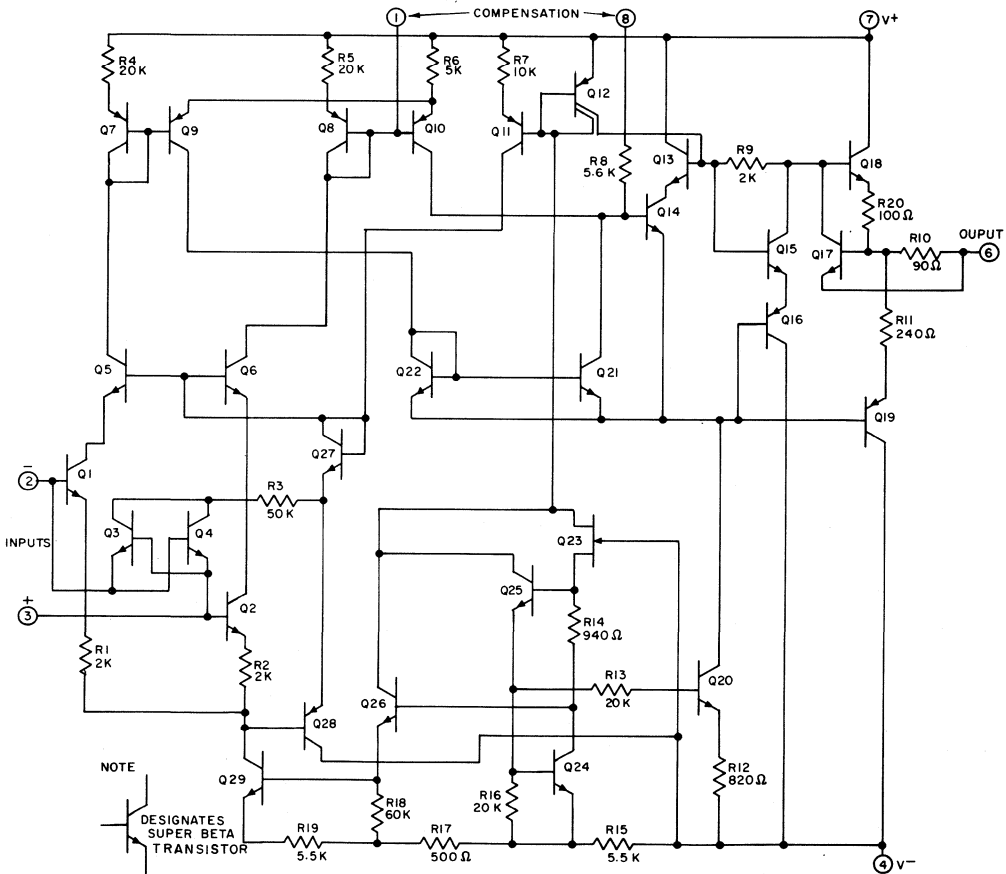 1 COMPENSATION 8
7 V+
R4
20K
R5
20K
R6
5K
R7
10K
Q12
Q7
Q9
Q8
Q10
Q11
R8
5.6 K
Q13
R9
2K
Q18
R20
100Ω
Q14
Q15
Q17
R10
90Ω
OUPUT
6
Q16
R11
240Ω
Q5
Q6
Q22
Q21
Q19
−
2
Q1
Q27
R3
50K
Q3
Q4
INPUTS
Q23
Q25
+
3
Q2
R14
940Ω
R1
2K
R2
2K
R13
20K
Q20
Q26
Q28
NOTE
Q29
Q24
R12
820Ω
R18
60K
R16
20K
DESIGNATES
SUPER BETA
TRANSISTOR
R19
5.5K
R17
500Ω
R15
5.5K
4 V−